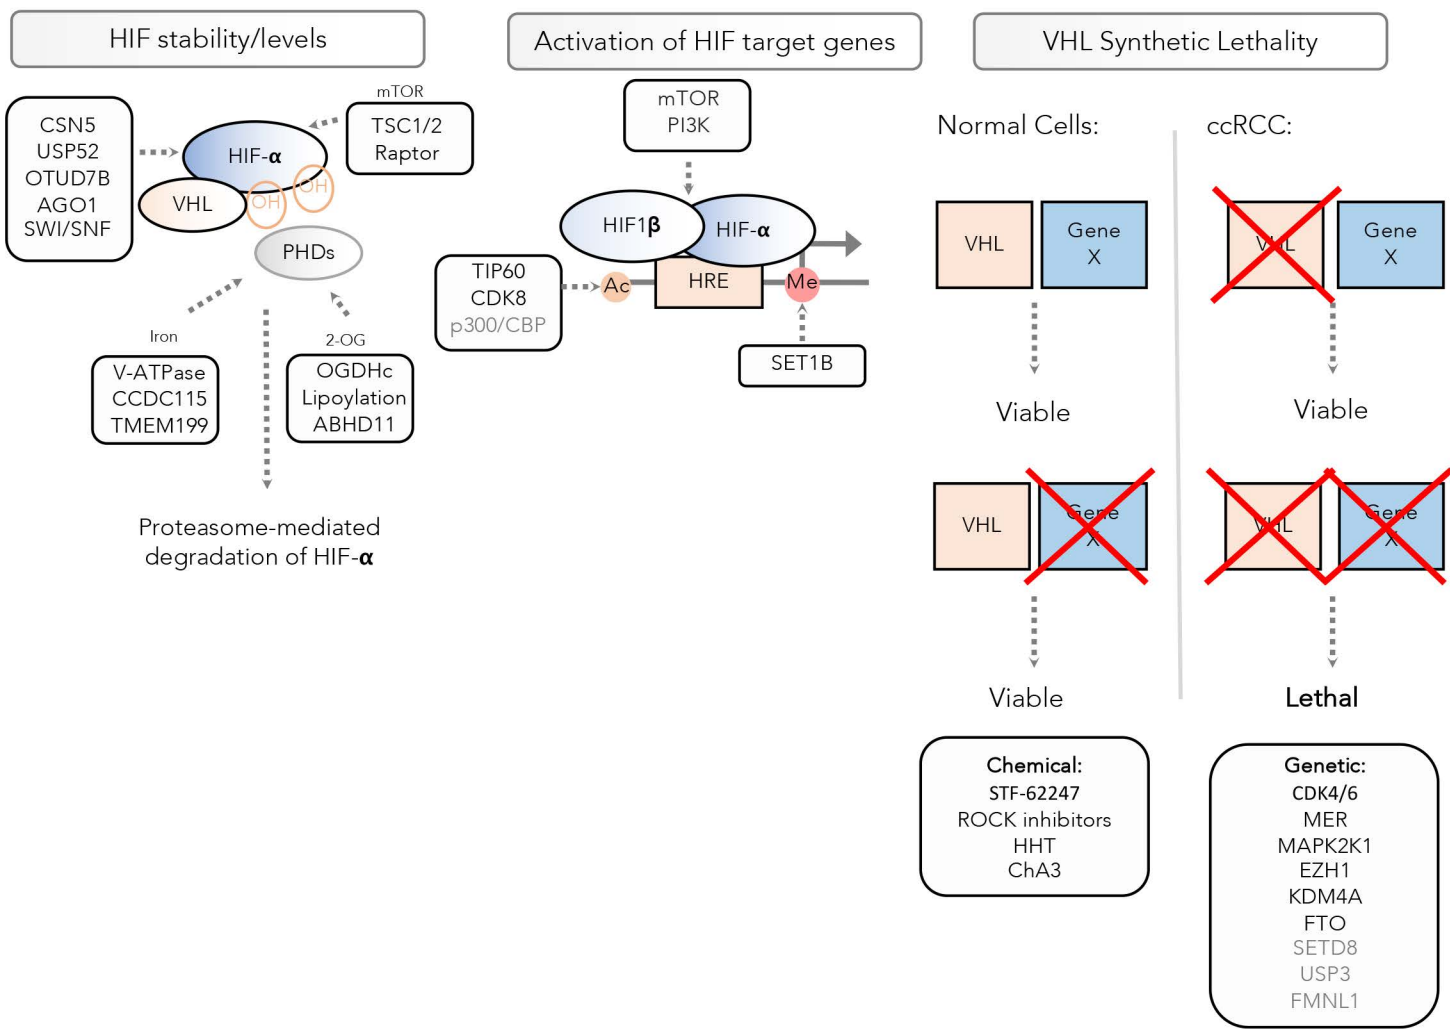 HIF stability/levels
CSN5
USP52
OTUD7B
AGO1
SWI/SNF
HIF-α
VHL
OH
OH
mTOR
TSC1/2
Raptor
PHDs
Iron
V-ATPase
CCDC115
TMEM199
2-OG
OGDHc
Lipoylation
ABHD11
Proteasome-mediated
degradation of HIF-α
Activation of HIF target genes
mTOR
PI3K
HIF1β
HIF-α
TIP60
CDK8
p300/CBP
Ac
HRE
Me
SET1B
VHL Synthetic Lethality
Normal Cells:
VHL
Gene
X
Viable
VHL
Gene
X
Viable
Chemical:
STF-62247
ROCK inhibitors
HHT
ChA3
ccRCC:
VHL
Gene
X
Viable
VHL
Gene
X
Lethal
Genetic:
CDK4/6
MER
MAPK2K1
EZH1
KDM4A
FTO
SETD8
USP3
FMNL1